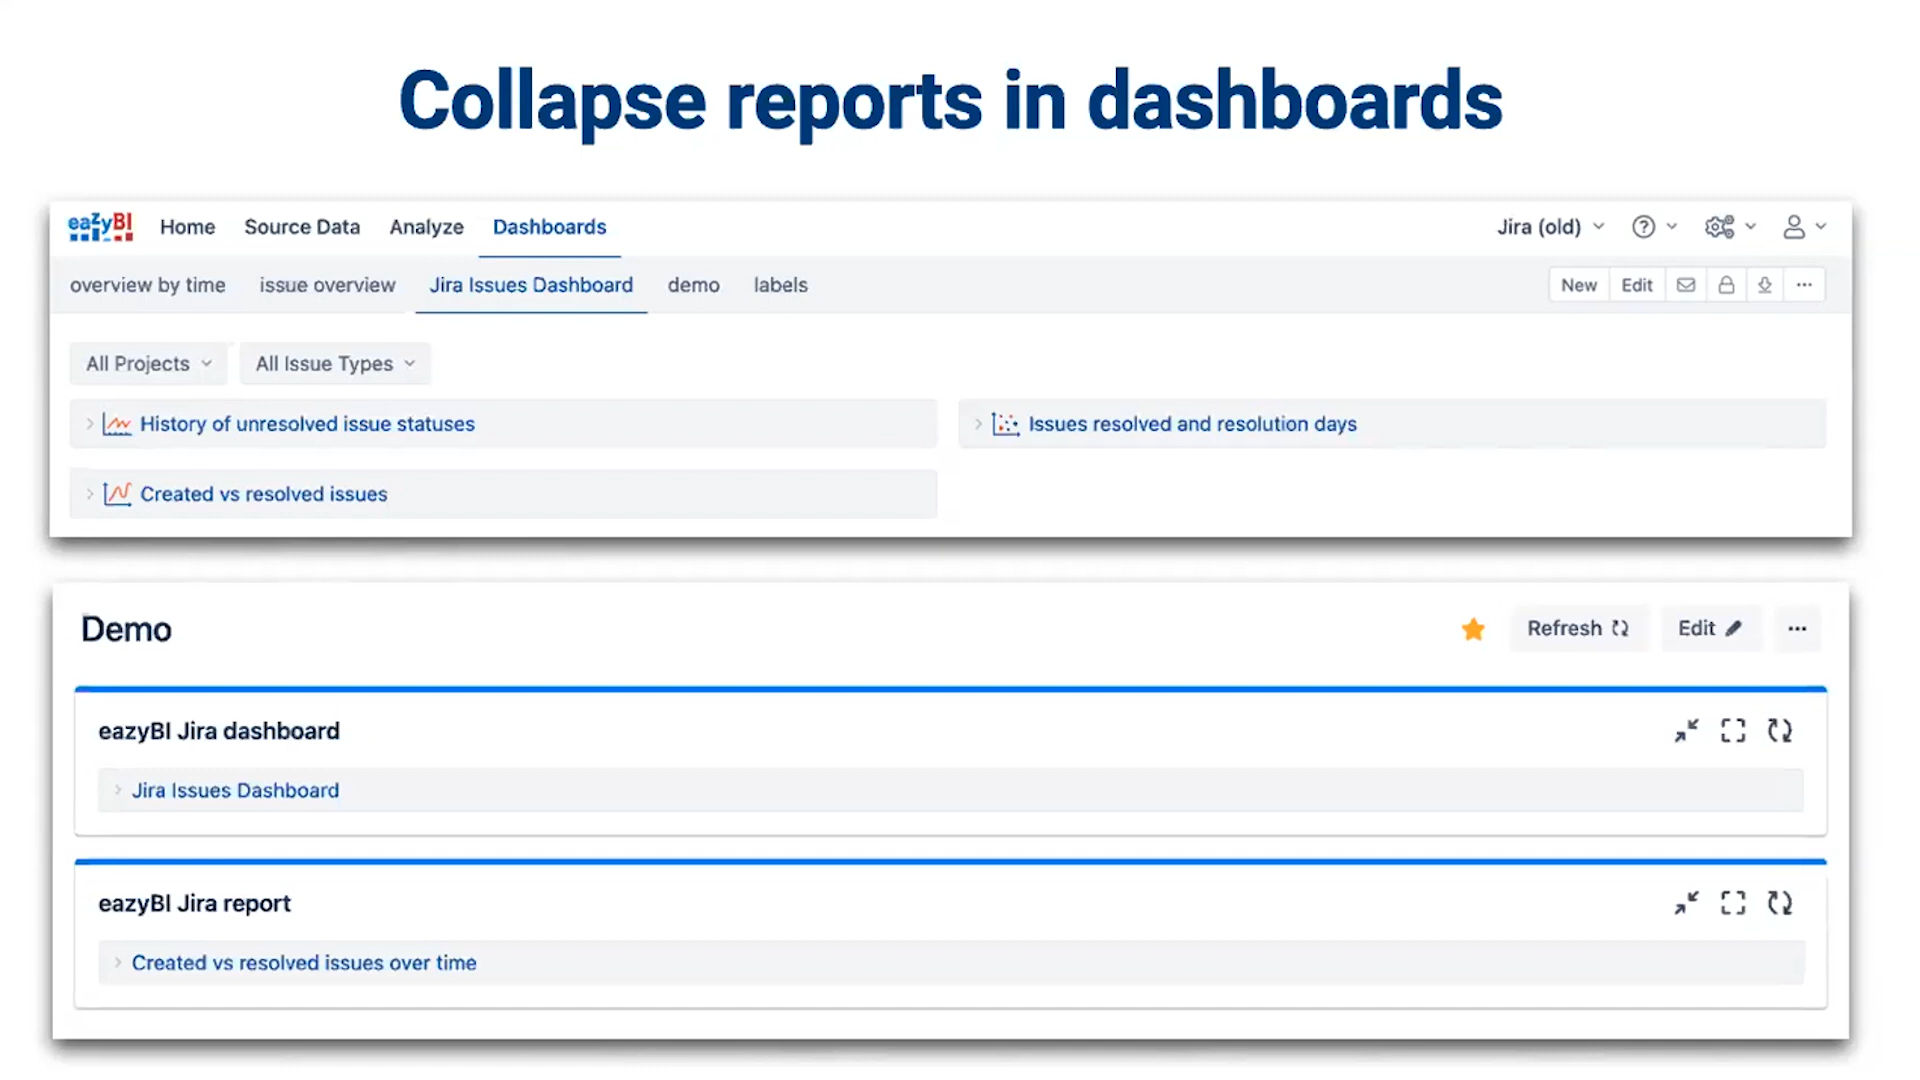 Collapse reports in dashboards
eazyBI Home Source Data Analyze Dashboards Jira (old)
overview by time issue overview Jira Issues Dashboard demo labels New Edit
All Projects All Issue Types
History of unresolved issue statuses Issues resolved and resolution days
Created vs resolved issues
Demo Refresh Edit
eazyBI Jira dashboard
Jira Issues Dashboard
eazyBI Jira report
Created vs resolved issues over time